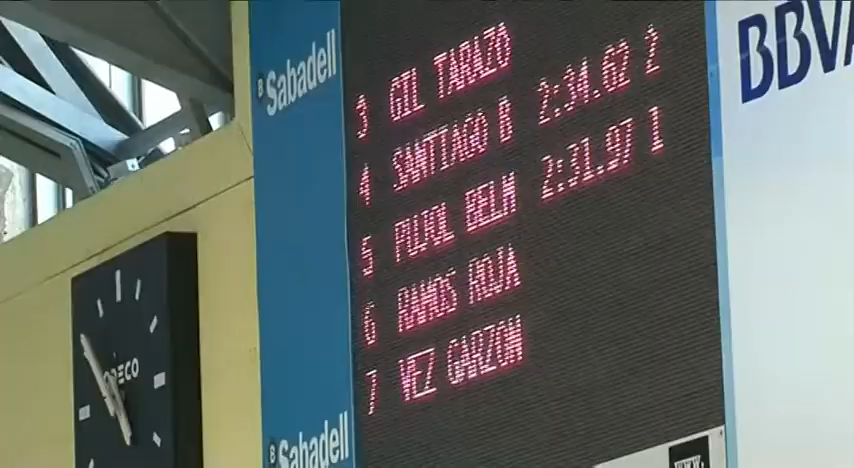 B Sabadell
3 GIL TARAZO
4 SANTIAGO B 2:34.62 2
5 PUJOL BELM 2:31.97 1
6 RAMOS ROJA
7 VEZ GARZON
BBVA
B Sabadell